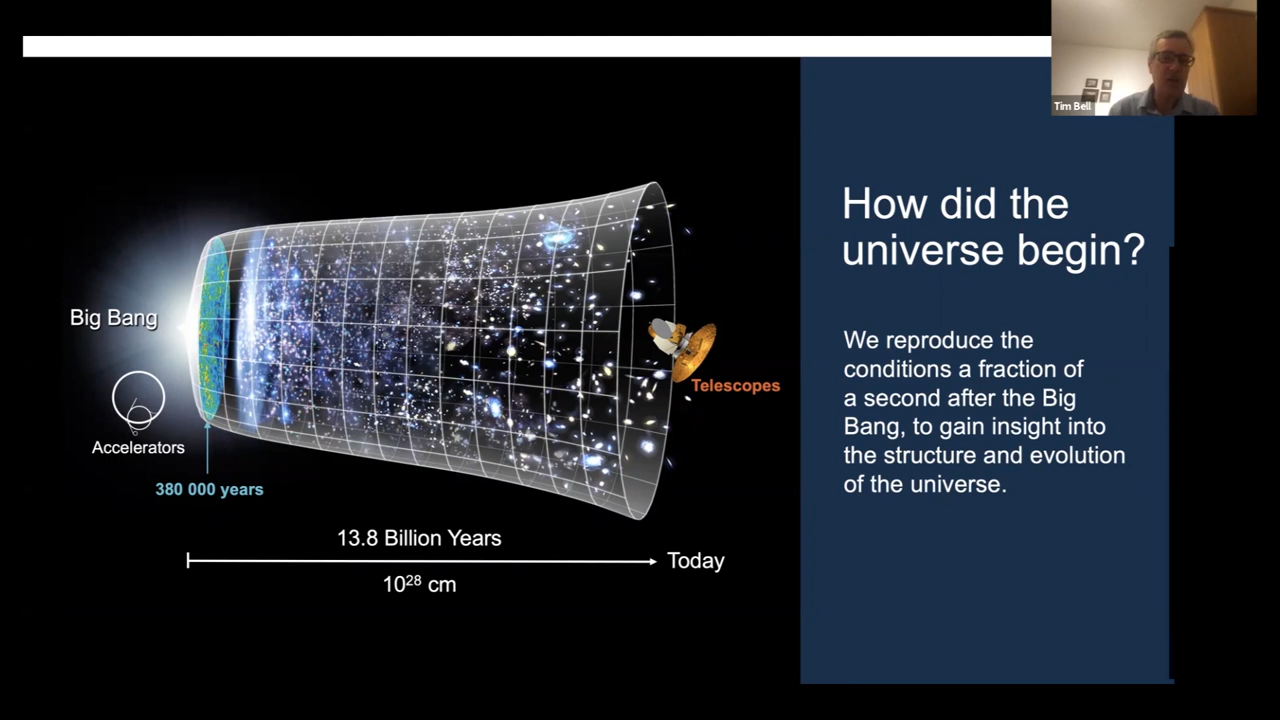 Tim Bell
How did the
universe begin?
We reproduce the
conditions a fraction of
a second after the Big
Bang, to gain insight into
the structure and evolution
of the universe.
Big Bang
Accelerators
380 000 years
Telescopes
13.8 Billion Years
Today
10²⁸ cm